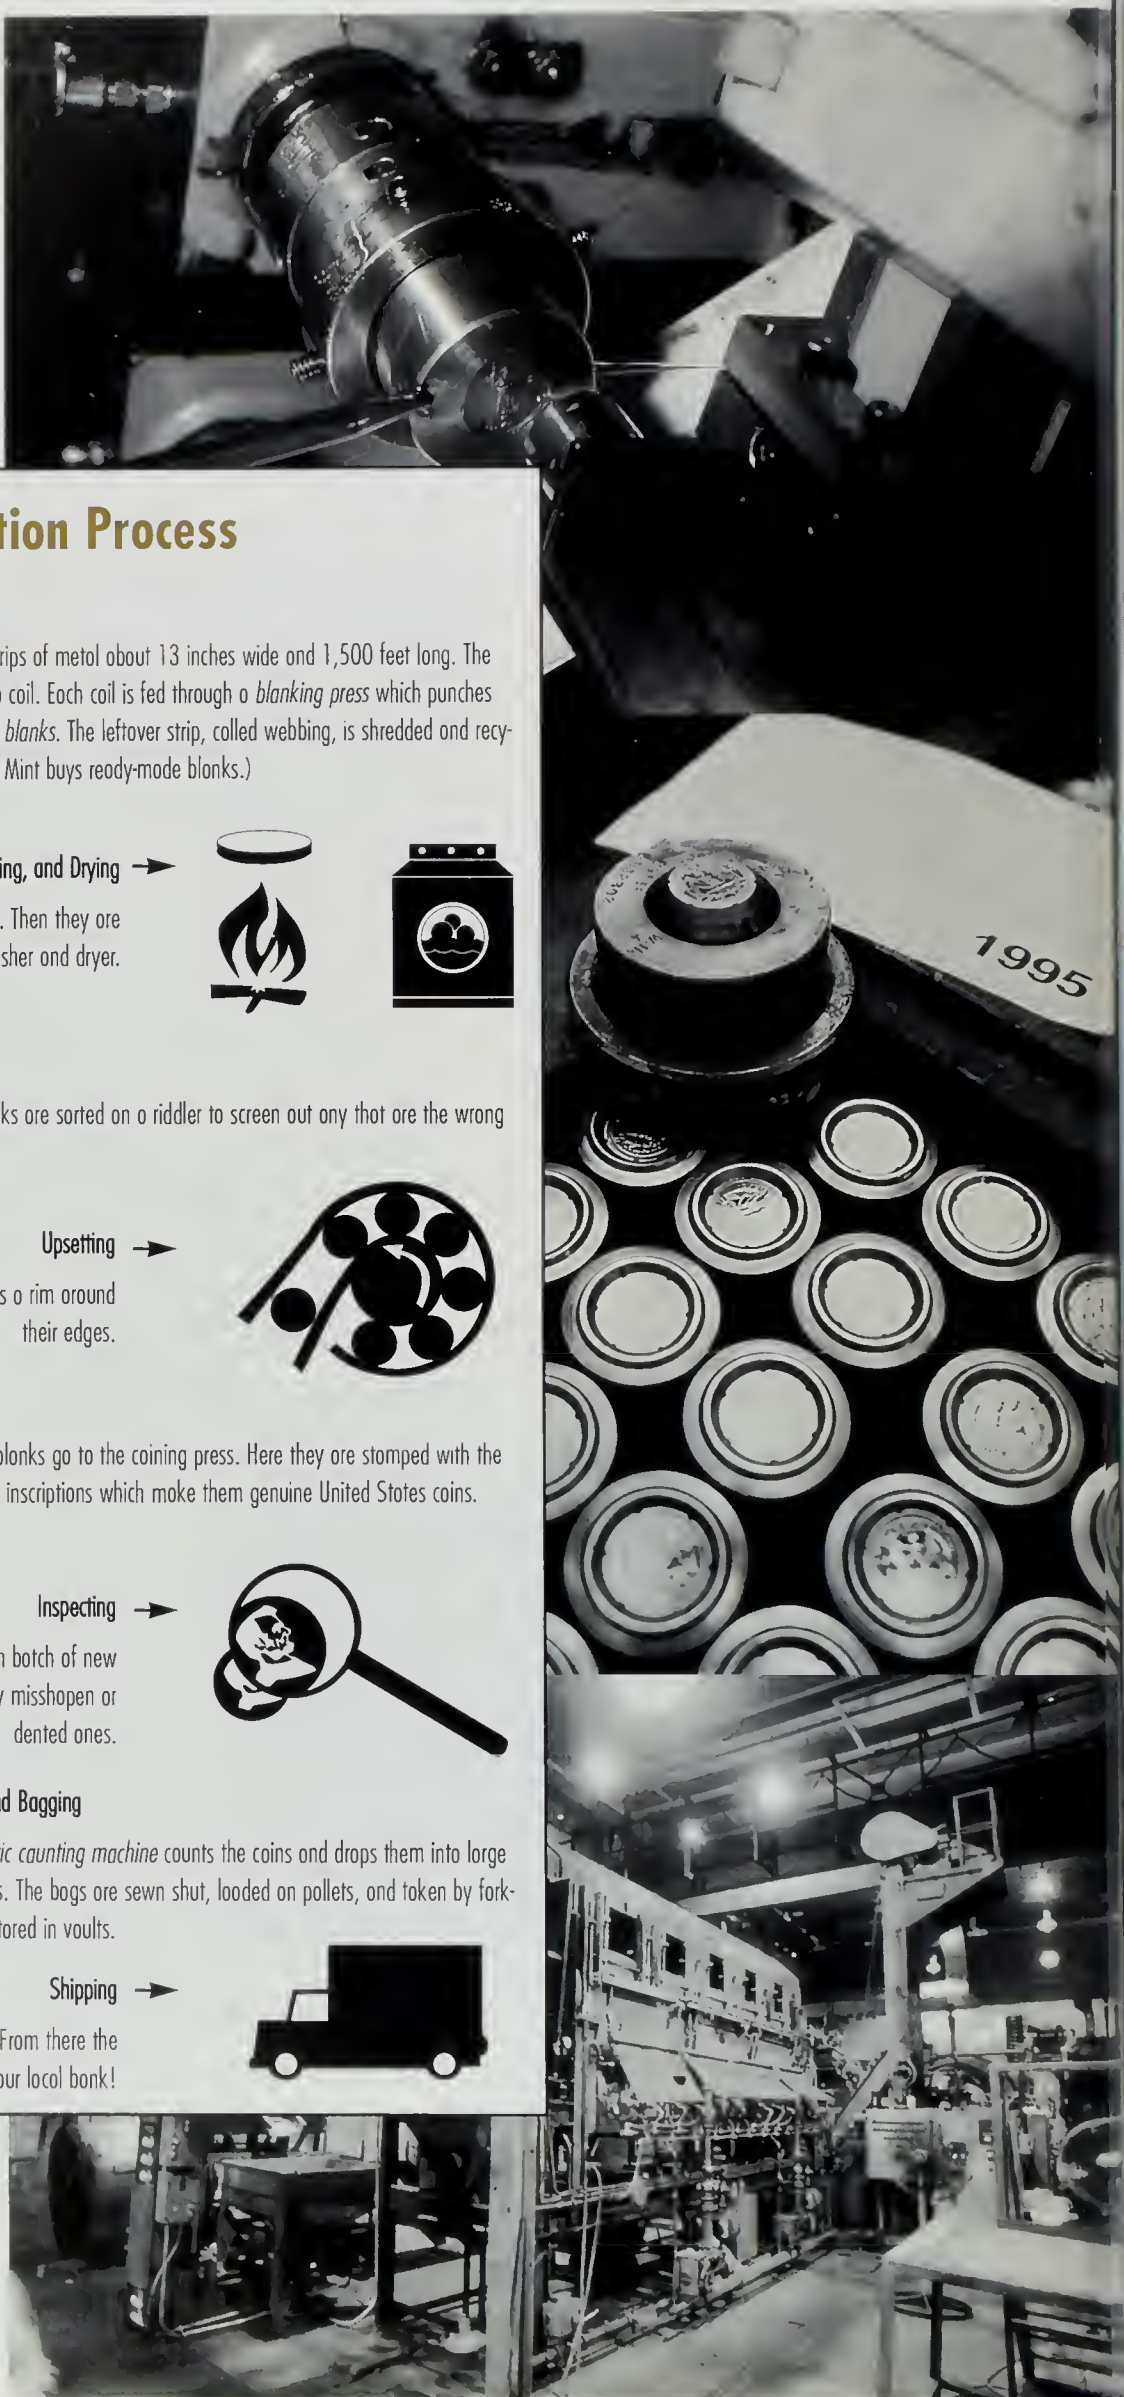 tion Process
rips of metol obout 13 inches wide ond 1,500 feet long. The
o coil. Eoch coil is fed through o blanking press which punches
blanks. The leftover strip, colled webbing, is shredded ond recy-
Mint buys reody-mode blonks.)
ing, and Drying
. Then they ore
sher ond dryer.
ks ore sorted on o riddler to screen out ony thot ore the wrong
Upsetting
s o rim oround
their edges.
blonks go to the coining press. Here they ore stomped with the
inscriptions which moke them genuine United Stotes coins.
Inspecting
h botch of new
y misshopen or
dented ones.
nd Bagging
ic caunting mochine counts the coins ond drops them into lorge
s. The bogs ore sewn shut, looded on pollets, ond token by fork-
tored in voults.
Shipping
From there the
our locol bonk!
1995